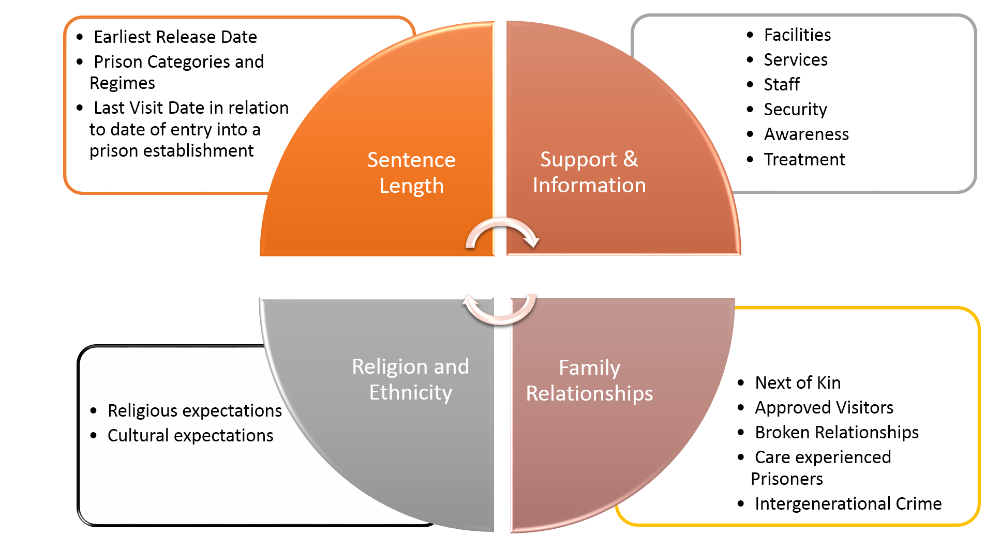 • Earliest Release Date
• Prison Categories and
Regimes
• Last Visit Date in relation
to date of entry into a
prison establishment
Sentence
Length
Support &
Information
• Facilities
• Services
• Staff
• Security
• Awareness
• Treatment
• Religious expectations
• Cultural expectations
Religion and
Ethnicity
Family
Relationships
• Next of Kin
• Approved Visitors
• Broken Relationships
• Care experienced
Prisoners
• Intergenerational Crime